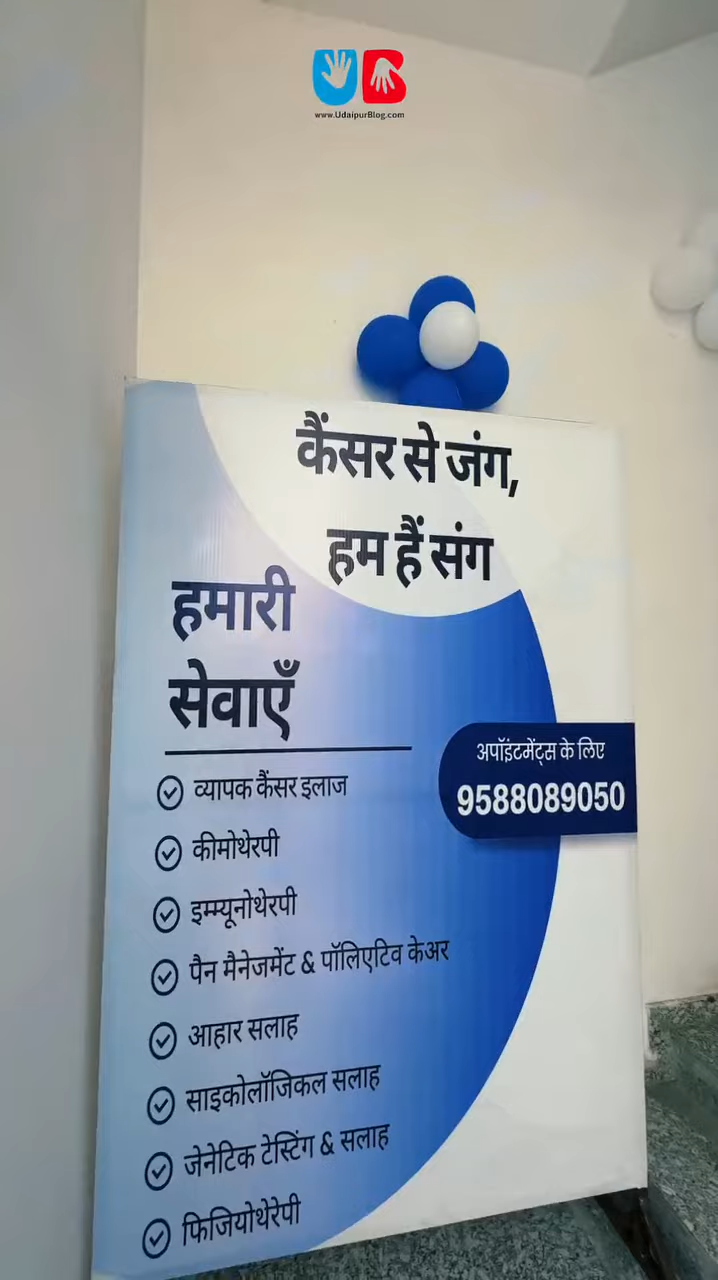 UB
www.UdaipurBlog.com
कैंसर से जंग,
हम हैं संग
हमारी
सेवाएँ
अपॉइंटमेंट्स के लिए
9588089050
व्यापक कैंसर इलाज
कीमोथेरपी
इम्म्यूनोथेरपी
पैन मैनेजमेंट & पॉलिएटिव केअर
आहार सलाह
साइकोलॉजिकल सलाह
जेनेटिक टेस्टिंग & सलाह
फिजियोथेरेपी